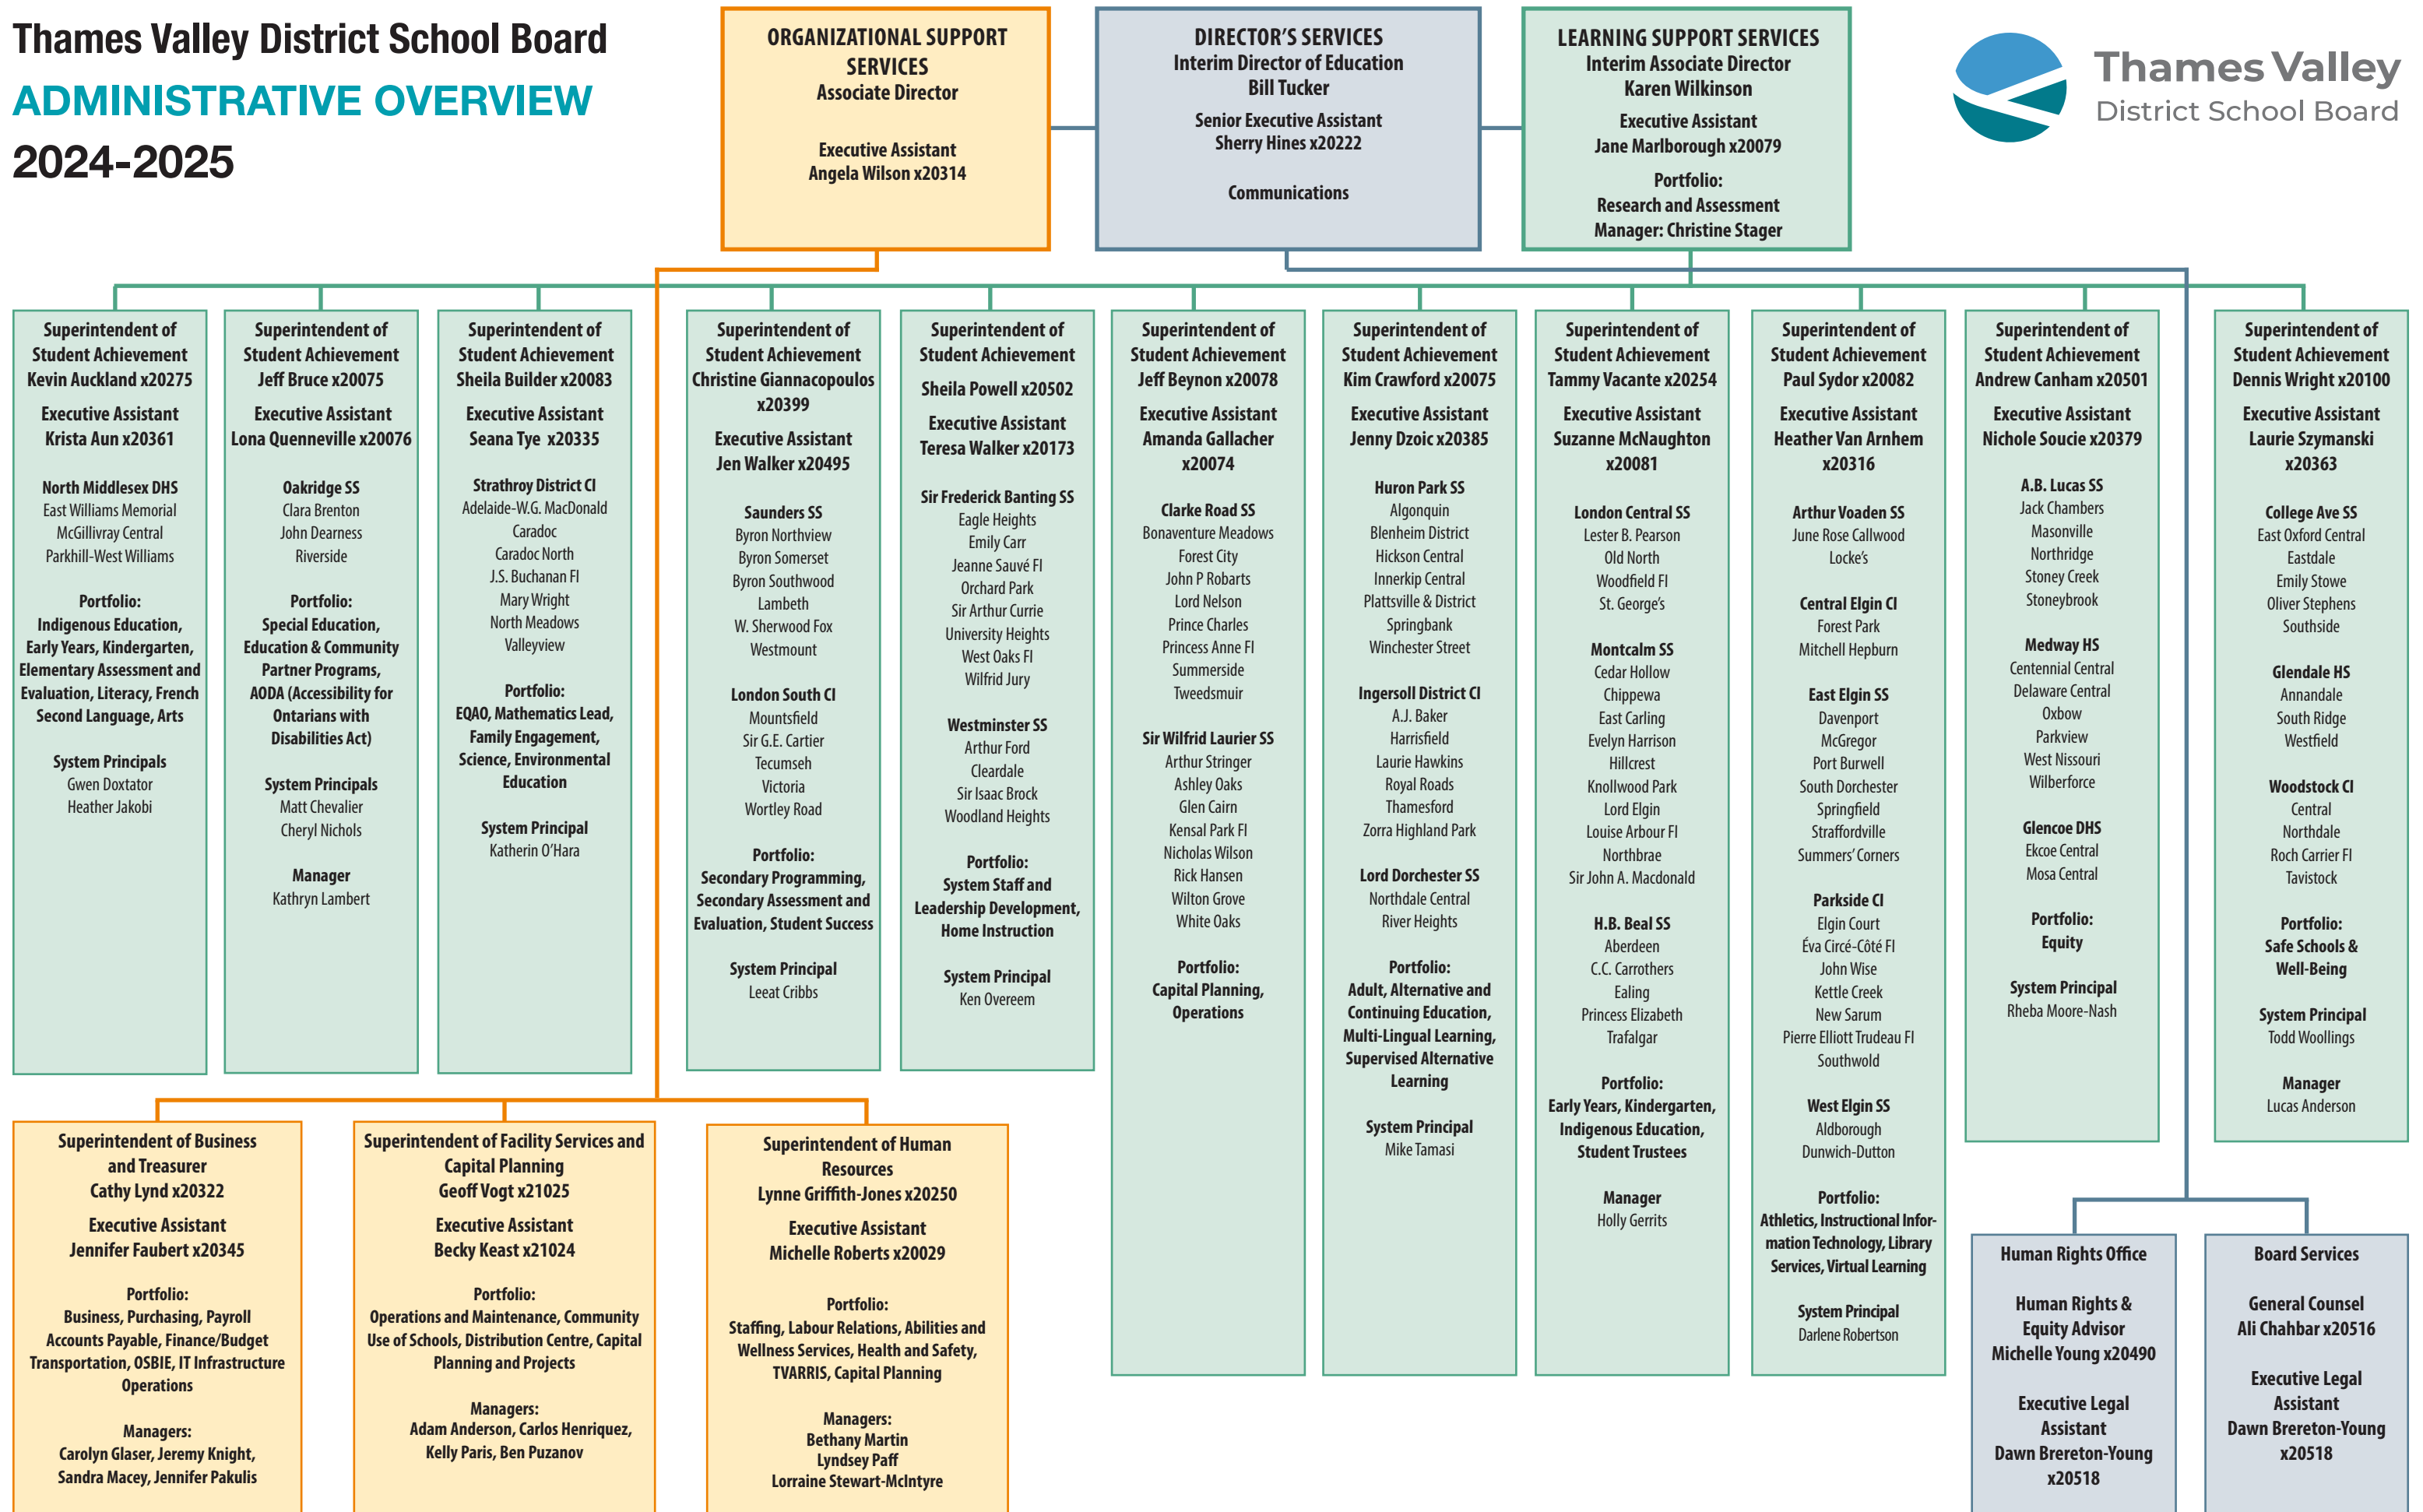 Thames Valley District School Board
ADMINISTRATIVE OVERVIEW
2024-2025
ORGANIZATIONAL SUPPORT
SERVICES
Associate Director
Executive Assistant
Angela Wilson x20314
DIRECTOR'S SERVICES
Interim Director of Education
Bill Tucker
Senior Executive Assistant
Sherry Hines x20222
Communications
LEARNING SUPPORT SERVICES
Interim Associate Director
Karen Wilkinson
Executive Assistant
Jane Marlborough x20079
Portfolio:
Research and Assessment
Manager: Christine Stager
Thames Valley
District School Board
Superintendent of
Student Achievement
Kevin Auckland x20275
Executive Assistant
Krista Aun x20361
North Middlesex DHS
East Williams Memorial
McGillivray Central
Parkhill-West Williams
Portfolio:
Indigenous Education,
Early Years, Kindergarten,
Elementary Assessment and
Evaluation, Literacy, French
Second Language, Arts
System Principals
Gwen Doxtator
Heather Jakobi
Superintendent of
Student Achievement
Jeff Bruce x20075
Executive Assistant
Lona Quenneville x20076
Oakridge SS
Clara Brenton
John Dearness
Riverside
Portfolio:
Special Education,
Education & Community
Partner Programs,
AODA (Accessibility for
Ontarians with
Disabilities Act)
System Principals
Matt Chevalier
Cheryl Nichols
Manager
Kathryn Lambert
Superintendent of
Student Achievement
Sheila Builder x20083
Executive Assistant
Seana Tye x20335
Strathroy District CI
Adelaide-W.G. MacDonald
Caradoc
Caradoc North
J.S. Buchanan FI
Mary Wright
North Meadows
Valleyview
Portfolio:
EQAO, Mathematics Lead,
Family Engagement,
Science, Environmental
Education
System Principal
Katherin O'Hara
Superintendent of
Student Achievement
Christine Giannacopoulos
x20399
Executive Assistant
Jen Walker x20495
Saunders SS
Byron Northview
Byron Somerset
Byron Southwood
Lambeth
W. Sherwood Fox
Westmount
London South CI
Mountsfield
Sir G.E. Cartier
Tecumseh
Victoria
Wortley Road
Portfolio:
Secondary Programming,
Secondary Assessment and
Evaluation, Student Success
System Principal
Leeat Cribbs
Superintendent of
Student Achievement
Sheila Powell x20502
Executive Assistant
Teresa Walker x20173
Sir Frederick Banting SS
Eagle Heights
Emily Carr
Jeanne Sauvé FI
Orchard Park
Sir Arthur Currie
University Heights
West Oaks FI
Wilfrid Jury
Westminster SS
Arthur Ford
Cleardale
Sir Isaac Brock
Woodland Heights
Portfolio:
System Staff and
Leadership Development,
Home Instruction
System Principal
Ken Overeem
Superintendent of
Student Achievement
Jeff Beynon x20078
Executive Assistant
Amanda Gallacher
x20074
Clarke Road SS
Bonaventure Meadows
Forest City
John P Robarts
Lord Nelson
Prince Charles
Princess Anne FI
Summerside
Tweedsmuir
Sir Wilfrid Laurier SS
Arthur Stringer
Ashley Oaks
Glen Cairn
Kensal Park FI
Nicholas Wilson
Rick Hansen
Wilton Grove
White Oaks
Portfolio:
Capital Planning,
Operations
Superintendent of
Student Achievement
Kim Crawford x20075
Executive Assistant
Jenny Dzoic x20385
Huron Park SS
Algonquin
Blenheim District
Hickson Central
Innerkip Central
Plattsville & District
Springbank
Winchester Street
Ingersoll District CI
A.J. Baker
Harrisfield
Laurie Hawkins
Royal Roads
Thamesford
Zorra Highland Park
Lord Dorchester SS
Northdale Central
River Heights
Portfolio:
Adult, Alternative and
Continuing Education,
Multi-Lingual Learning,
Supervised Alternative
Learning
System Principal
Mike Tamasi
Superintendent of
Student Achievement
Tammy Vacante x20254
Executive Assistant
Suzanne McNaughton
x20081
London Central SS
Lester B. Pearson
Old North
Woodfield FI
St. George's
Montcalm SS
Cedar Hollow
Chippewa
East Carling
Evelyn Harrison
Hillcrest
Knollwood Park
Lord Elgin
Louise Arbour FI
Northbrae
Sir John A. Macdonald
H.B. Beal SS
Aberdeen
C.C. Carrothers
Ealing
Princess Elizabeth
Trafalgar
Portfolio:
Early Years, Kindergarten,
Indigenous Education,
Student Trustees
Manager
Holly Gerrits
Superintendent of
Student Achievement
Paul Sydor x20082
Executive Assistant
Heather Van Arnhem
x20316
Arthur Voaden SS
June Rose Callwood
Locke's
Central Elgin CI
Forest Park
Mitchell Hepburn
East Elgin SS
Davenport
McGregor
Port Burwell
South Dorchester
Springfield
Straffordville
Summers' Corners
Parkside CI
Elgin Court
Éva Circé-Côté FI
John Wise
Kettle Creek
New Sarum
Pierre Elliott Trudeau FI
Southwold
West Elgin SS
Aldborough
Dunwich-Dutton
Portfolio:
Athletics, Instructional Infor-
mation Technology, Library
Services, Virtual Learning
System Principal
Darlene Robertson
Superintendent of
Student Achievement
Andrew Canham x20501
Executive Assistant
Nichole Soucie x20379
A.B. Lucas SS
Jack Chambers
Masonville
Northridge
Stoney Creek
Stoneybrook
Medway HS
Centennial Central
Delaware Central
Oxbow
Parkview
West Nissouri
Wilberforce
Glencoe DHS
Ekcoe Central
Mosa Central
Portfolio:
Equity
System Principal
Rheba Moore-Nash
Superintendent of
Student Achievement
Dennis Wright x20100
Executive Assistant
Laurie Szymanski
x20363
College Ave SS
East Oxford Central
Eastdale
Emily Stowe
Oliver Stephens
Southside
Glendale HS
Annandale
South Ridge
Westfield
Woodstock CI
Central
Northdale
Roch Carrier FI
Tavistock
Portfolio:
Safe Schools &
Well-Being
System Principal
Todd Woollings
Manager
Lucas Anderson
Superintendent of Business
and Treasurer
Cathy Lynd x20322
Executive Assistant
Jennifer Faubert x20345
Portfolio:
Business, Purchasing, Payroll
Accounts Payable, Finance/Budget
Transportation, OSBIE, IT Infrastructure
Operations
Managers:
Carolyn Glaser, Jeremy Knight,
Sandra Macey, Jennifer Pakulis
Superintendent of Facility Services and
Capital Planning
Geoff Vogt x21025
Executive Assistant
Becky Keast x21024
Portfolio:
Operations and Maintenance, Community
Use of Schools, Distribution Centre, Capital
Planning and Projects
Managers:
Adam Anderson, Carlos Henriquez,
Kelly Paris, Ben Puzanov
Superintendent of Human
Resources
Lynne Griffith-Jones x20250
Executive Assistant
Michelle Roberts x20029
Portfolio:
Staffing, Labour Relations, Abilities and
Wellness Services, Health and Safety,
TVARRIS, Capital Planning
Managers:
Bethany Martin
Lyndsey Paff
Lorraine Stewart-McIntyre
Human Rights Office
Human Rights &
Equity Advisor
Michelle Young x20490
Executive Legal
Assistant
Dawn Brereton-Young
x20518
Board Services
General Counsel
Ali Chahbar x20516
Executive Legal
Assistant
Dawn Brereton-Young
x20518